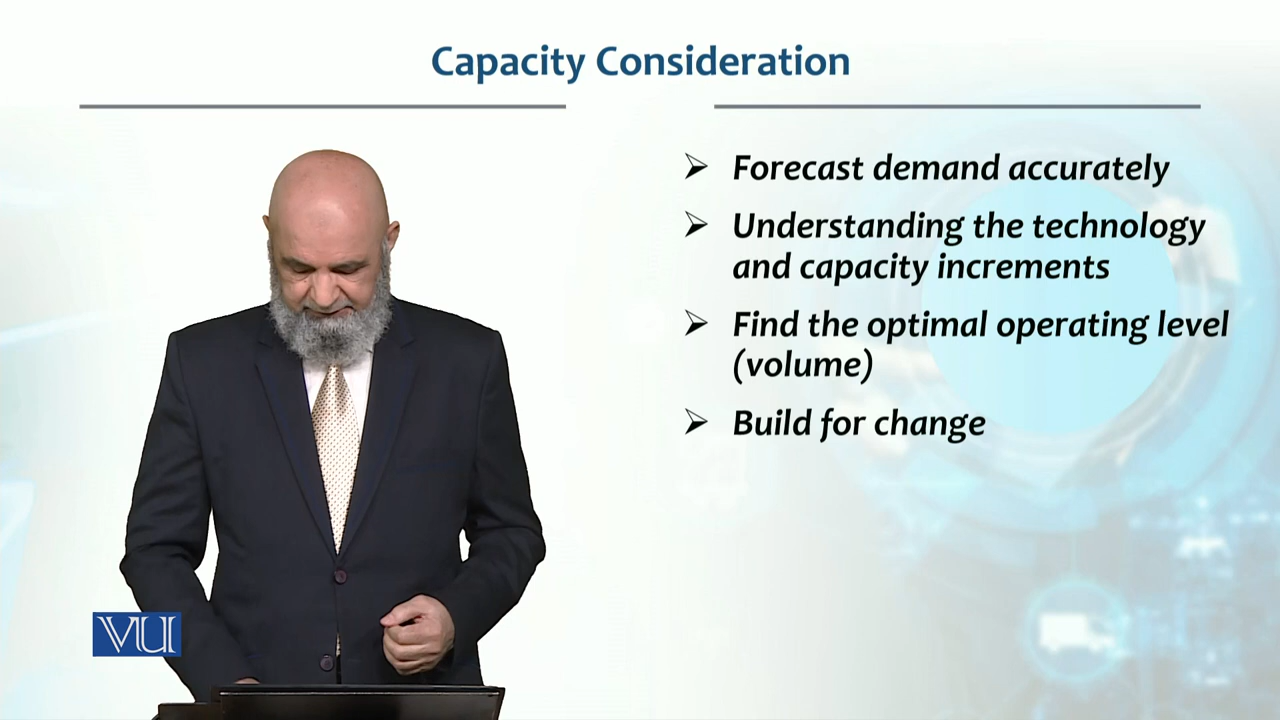 Capacity Consideration
➢ Forecast demand accurately
➢ Understanding the technology
and capacity increments
➢ Find the optimal operating level
(volume)
➢ Build for change
VU